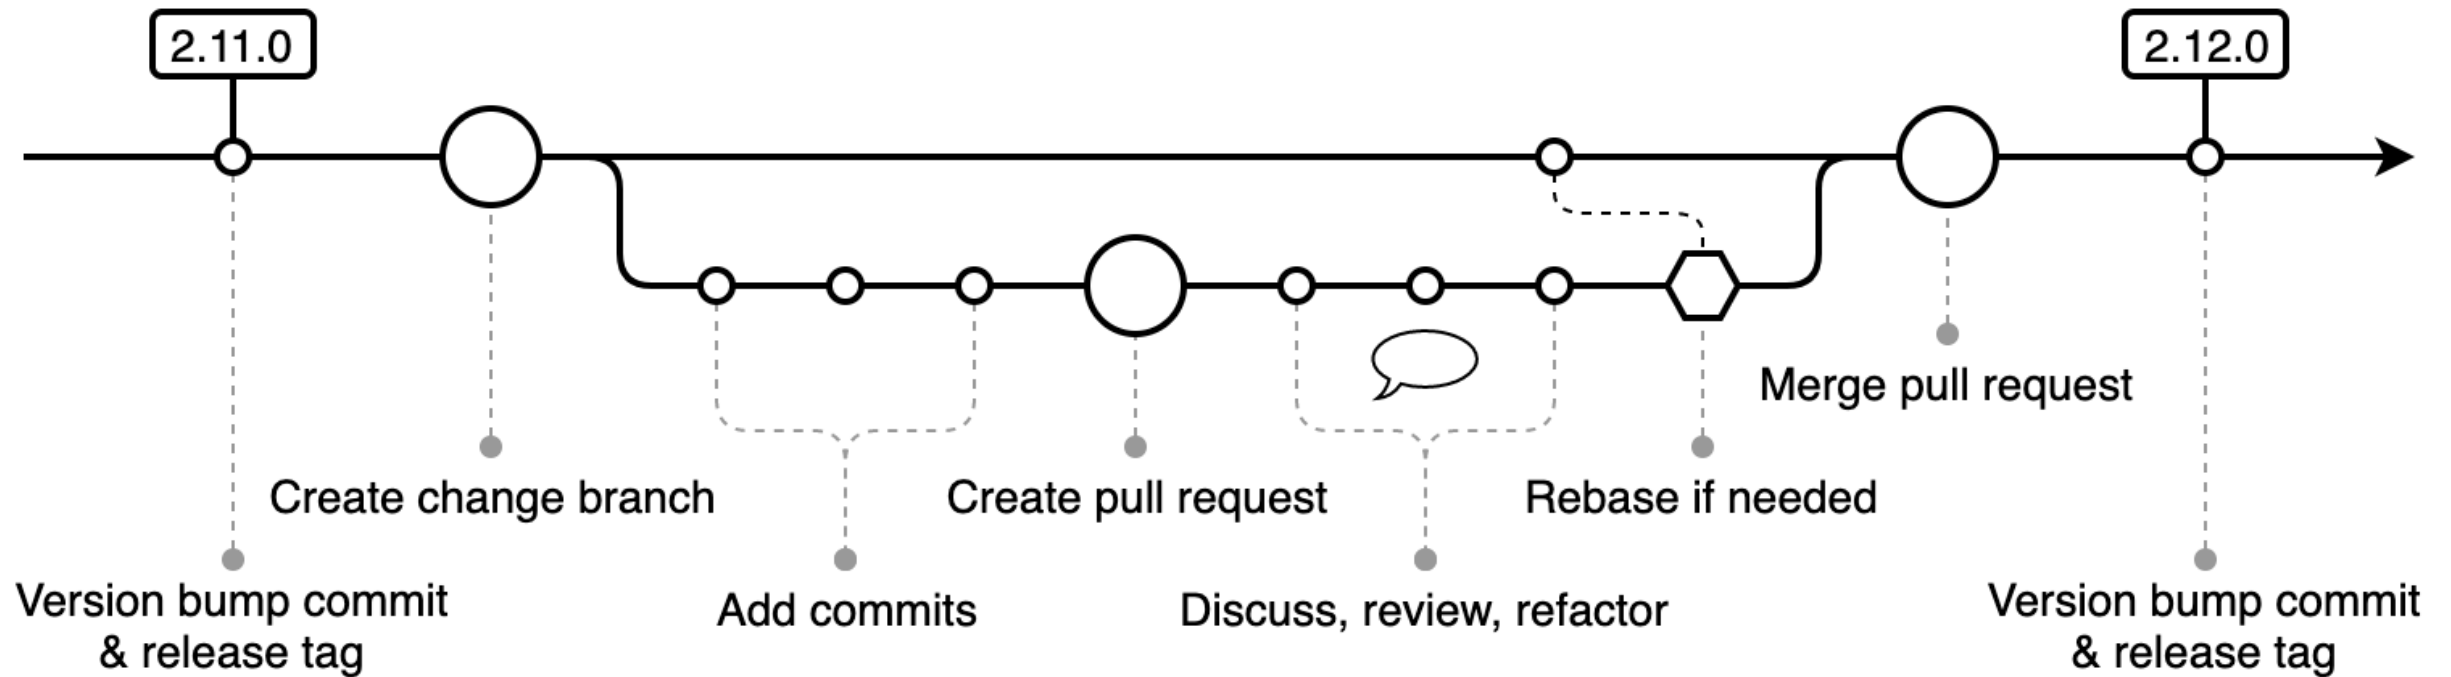 2.11.0
2.12.0
Merge pull request
Create change branch
Create pull request
Rebase if needed
Version bump commit
& release tag
Add commits
Discuss, review, refactor
Version bump commit
& release tag